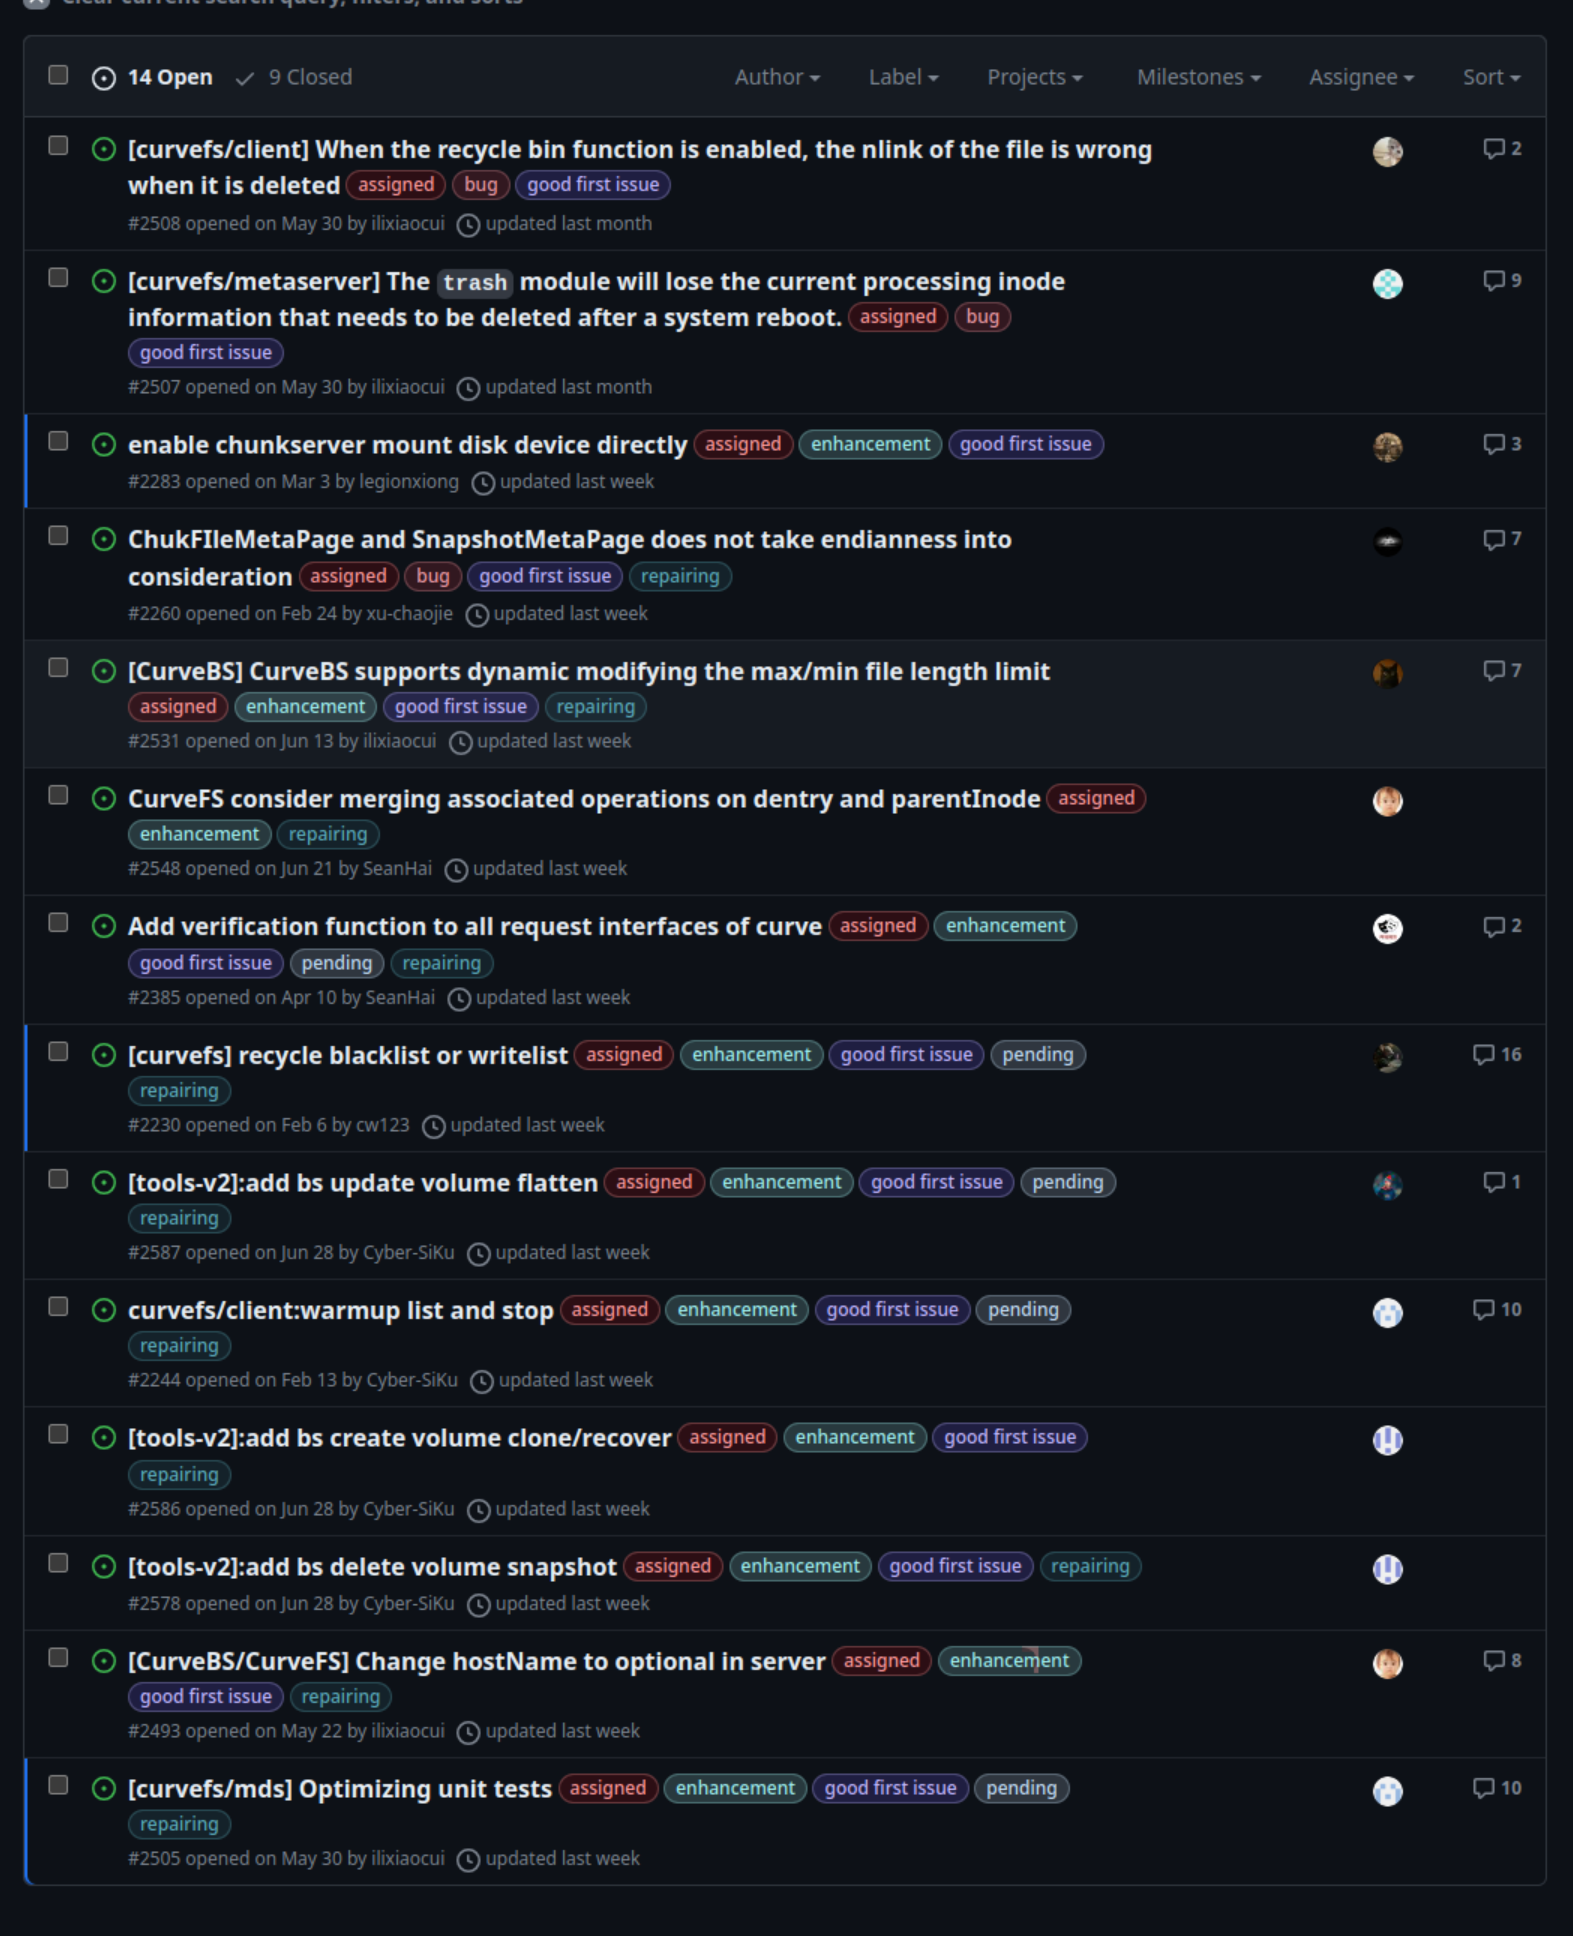 Clear current search query, filters, and sorts
14 Open 9 Closed Author Label Projects Milestones Assignee Sort
[curvefs/client] When the recycle bin function is enabled, the nlink of the file is wrong 2
when it is deleted assigned bug good first issue
#2508 opened on May 30 by ilixiaocui updated last month
[curvefs/metaserver] The trash module will lose the current processing inode 9
information that needs to be deleted after a system reboot. assigned bug
good first issue
#2507 opened on May 30 by ilixiaocui updated last month
enable chunkserver mount disk device directly assigned enhancement good first issue 3
#2283 opened on Mar 3 by legionxiong updated last week
ChukFIleMetaPage and SnapshotMetaPage does not take endianness into 7
consideration assigned bug good first issue repairing
#2260 opened on Feb 24 by xu-chaojie updated last week
[CurveBS] CurveBS supports dynamic modifying the max/min file length limit 7
assigned enhancement good first issue repairing
#2531 opened on Jun 13 by ilixiaocui updated last week
CurveFS consider merging associated operations on dentry and parentInode assigned
enhancement repairing
#2548 opened on Jun 21 by SeanHai updated last week
Add verification function to all request interfaces of curve assigned enhancement 2
good first issue pending repairing
#2385 opened on Apr 10 by SeanHai updated last week
[curvefs] recycle blacklist or writelist assigned enhancement good first issue pending 16
repairing
#2230 opened on Feb 6 by cw123 updated last week
[tools-v2]:add bs update volume flatten assigned enhancement good first issue pending 1
repairing
#2587 opened on Jun 28 by Cyber-SiKu updated last week
curvefs/client:warmup list and stop assigned enhancement good first issue pending 10
repairing
#2244 opened on Feb 13 by Cyber-SiKu updated last week
[tools-v2]:add bs create volume clone/recover assigned enhancement good first issue
repairing
#2586 opened on Jun 28 by Cyber-SiKu updated last week
[tools-v2]:add bs delete volume snapshot assigned enhancement good first issue repairing
#2578 opened on Jun 28 by Cyber-SiKu updated last week
[CurveBS/CurveFS] Change hostName to optional in server assigned enhancement 8
good first issue repairing
#2493 opened on May 22 by ilixiaocui updated last week
[curvefs/mds] Optimizing unit tests assigned enhancement good first issue pending 10
repairing
#2505 opened on May 30 by ilixiaocui updated last week